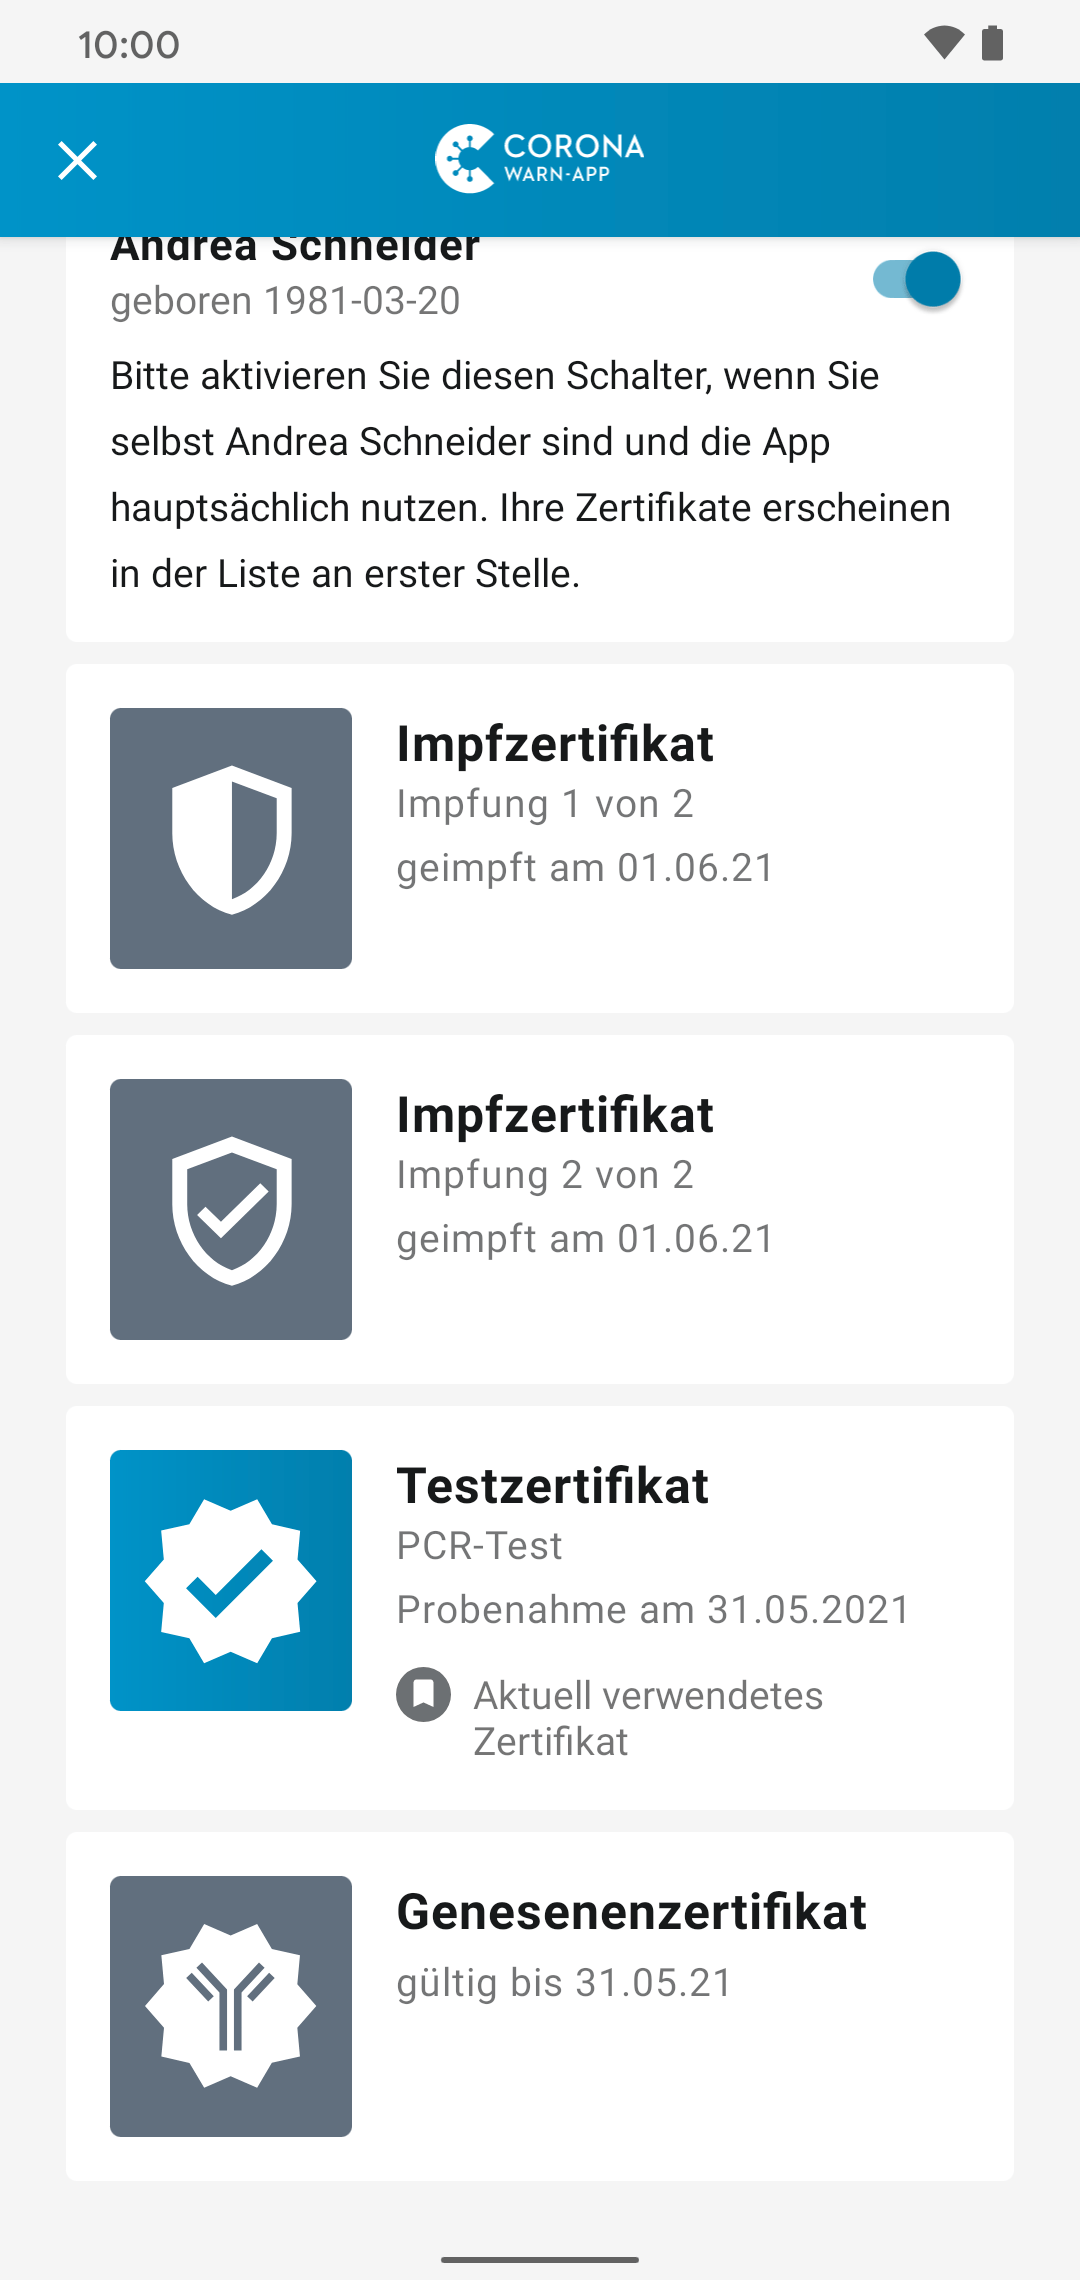 10:00
CORONA
WARN-APP
Andrea Schneider
geboren 1981-03-20
Bitte aktivieren Sie diesen Schalter, wenn Sie
selbst Andrea Schneider sind und die App
hauptsächlich nutzen. Ihre Zertifikate erscheinen
in der Liste an erster Stelle.
Impfzertifikat
Impfung 1 von 2
geimpft am 01.06.21
Impfzertifikat
Impfung 2 von 2
geimpft am 01.06.21
Testzertifikat
PCR-Test
Probenahme am 31.05.2021
Aktuell verwendetes
Zertifikat
Genesenenzertifikat
gültig bis 31.05.21